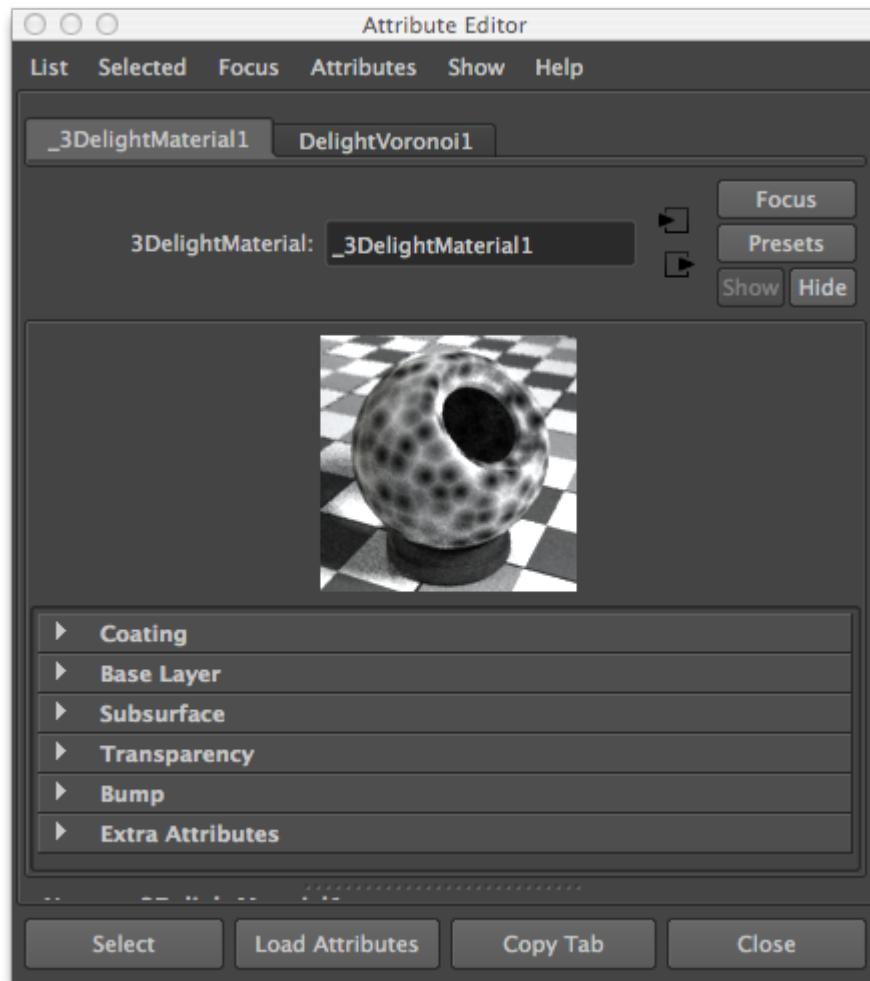 Attribute Editor
List Selected Focus Attributes Show Help
_3DelightMaterial1 DelightVoronoi1
Focus
3DelightMaterial: _3DelightMaterial1
Presets
Show Hide
Coating
Base Layer
Subsurface
Transparency
Bump
Extra Attributes
Select Load Attributes Copy Tab Close